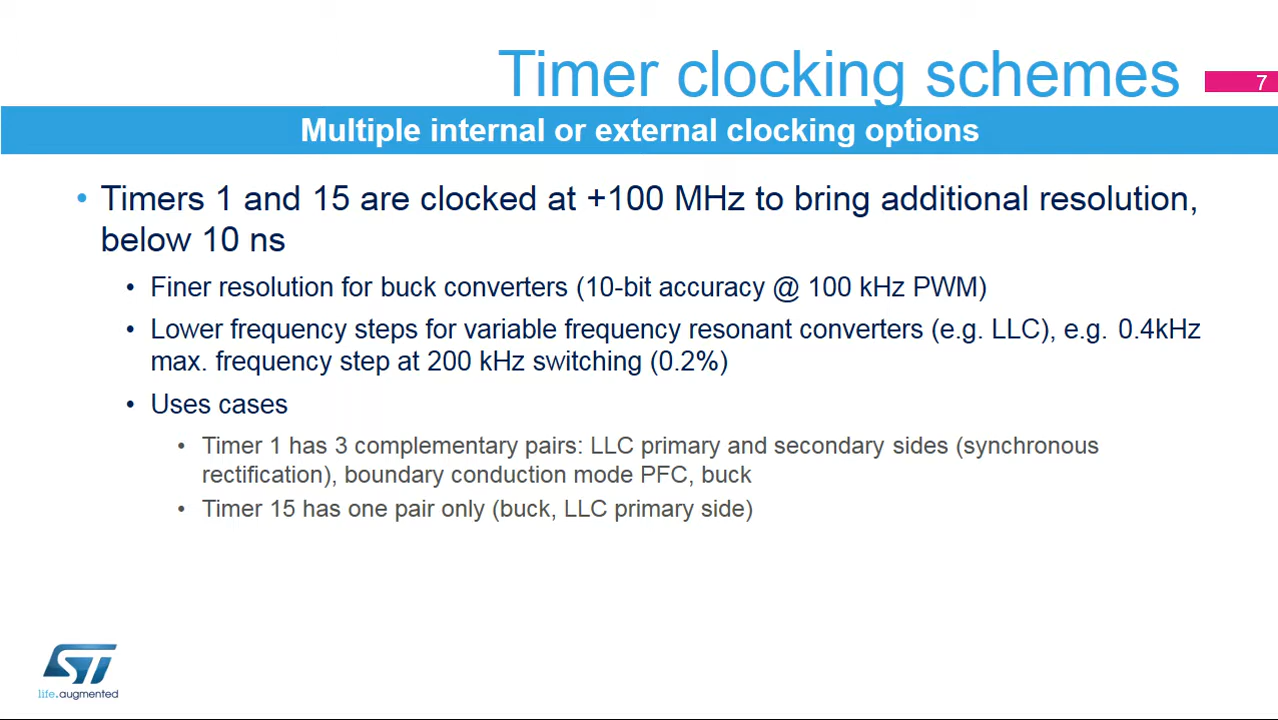 Timer clocking schemes
7
Multiple internal or external clocking options
• Timers 1 and 15 are clocked at +100 MHz to bring additional resolution,
below 10 ns
• Finer resolution for buck converters (10-bit accuracy @ 100 kHz PWM)
• Lower frequency steps for variable frequency resonant converters (e.g. LLC), e.g. 0.4kHz
max. frequency step at 200 kHz switching (0.2%)
• Uses cases
• Timer 1 has 3 complementary pairs: LLC primary and secondary sides (synchronous
rectification), boundary conduction mode PFC, buck
• Timer 15 has one pair only (buck, LLC primary side)
ST
life.augmented